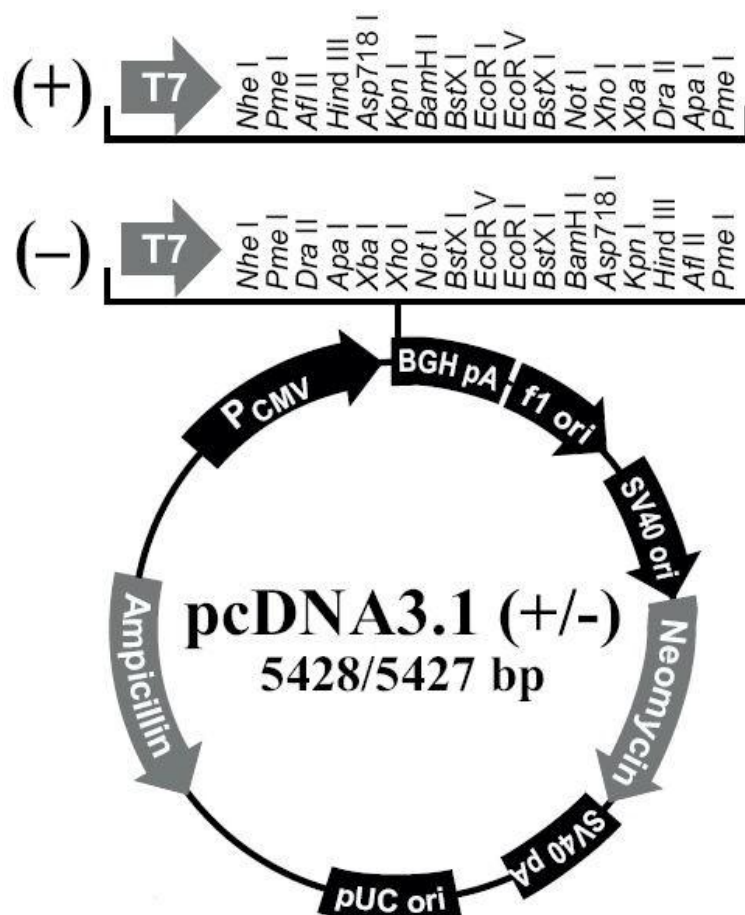 (+) T7 Nhe I Pme I Afl II Hind III Asp718 I Kpn I BamH I BstX I EcoR I EcoR V BstX I Not I Xho I Xba I Dra II Apa I Pme I
(–) T7 Nhe I Pme I Dra II Apa I Xba I Xho I Not I BstX I EcoR V EcoR I BstX I BamH I Asp718 I Kpn I Hind III Afl II Pme I
PCMV
BGH pA
f1 ori
SV40 ori
Neomycin
SV40 pA
pUC ori
Ampicillin
pcDNA3.1 (+/-)
5428/5427 bp